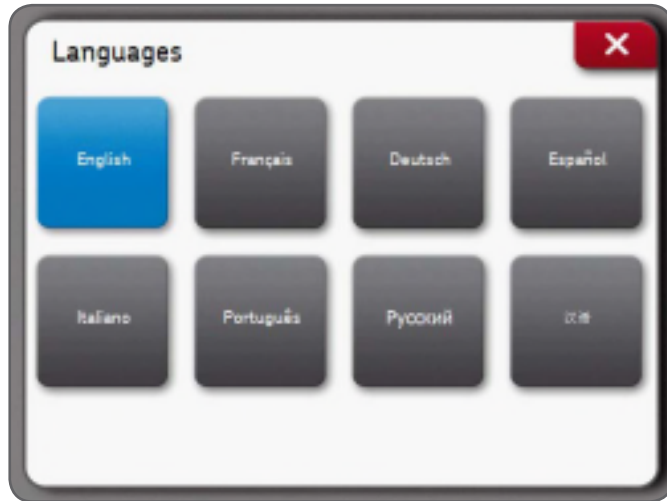 Languages
English
Français
Deutsch
Español
Italiano
Português
Русский